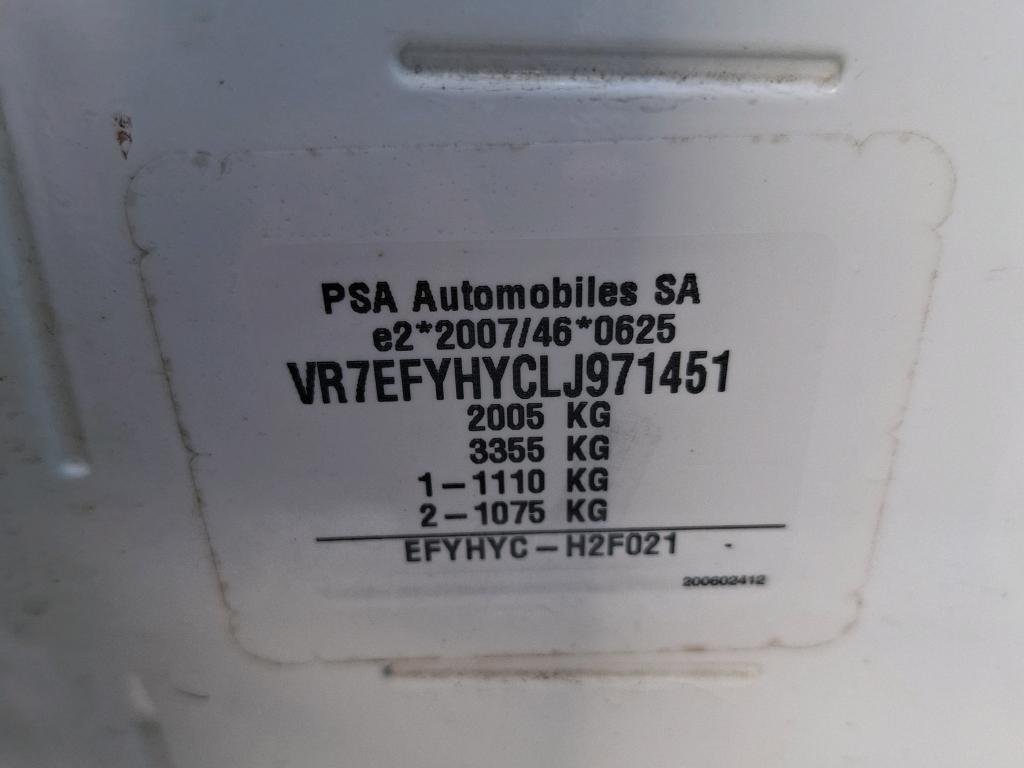 PSA Automobiles SA
e2*2007/46*0625
VR7EFYHYCLJ971451
2005 KG
3355 KG
1-1110 KG
2-1075 KG
EFYHYC-H2F021 -
200602412